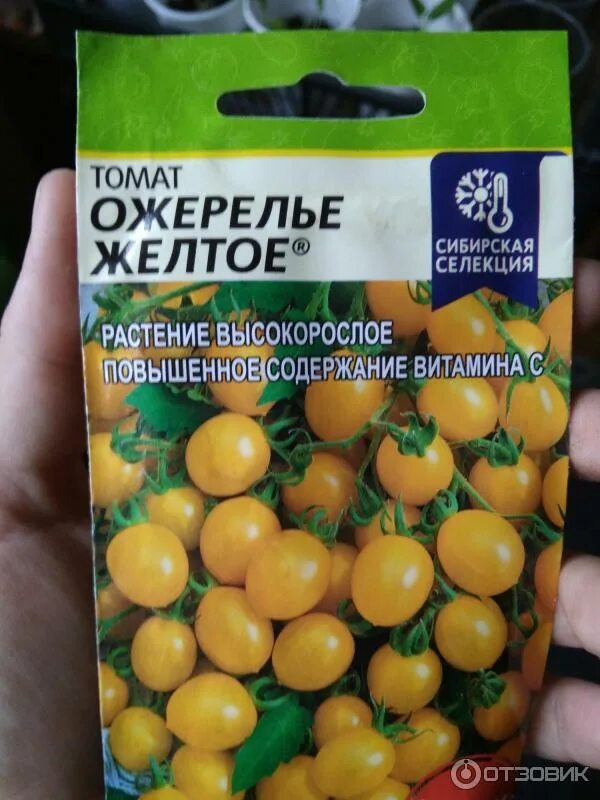 ТОМАТ
ОЖЕРЕЛЬЕ
ЖЕЛТОЕ®
СИБИРСКАЯ
СЕЛЕКЦИЯ
РАСТЕНИЕ ВЫСОКОРОСЛОЕ
ПОВЫШЕННОЕ СОДЕРЖАНИЕ ВИТАМИНА С
ОТЗОВИК